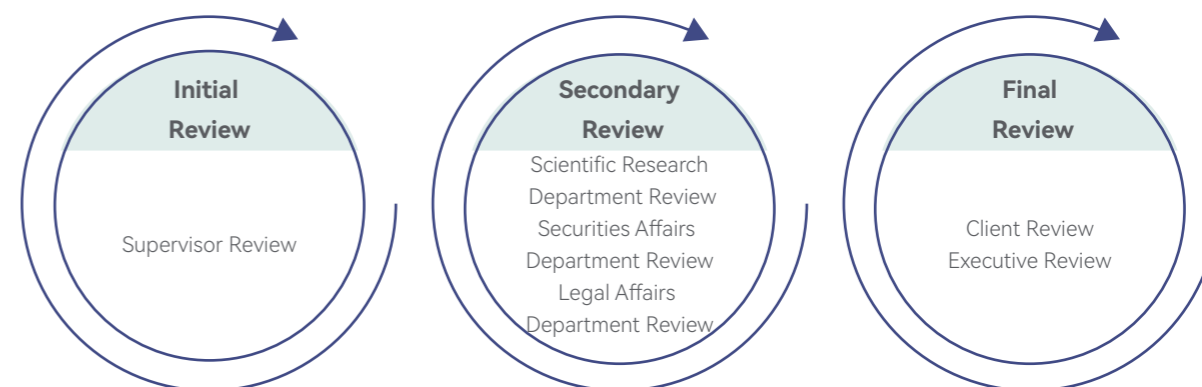 Initial
Review
Supervisor Review
Secondary
Review
Scientific Research
Department Review
Securities Affairs
Department Review
Legal Affairs
Department Review
Final
Review
Client Review
Executive Review